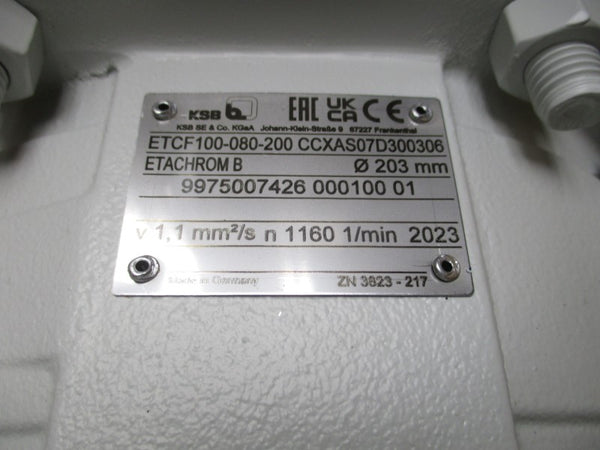 KSB EAC UK CA CE
KSB SE & Co. KGaA Johann-Klein-Straße 9 67227 Frankenthal
ETCF100-080-200 CCXAS07D300306
ETACHROM B Ø 203 mm
9975007426 000100 01
ν 1,1 mm²/s n 1160 1/min 2023
Made in Germany ZN 3823 - 217